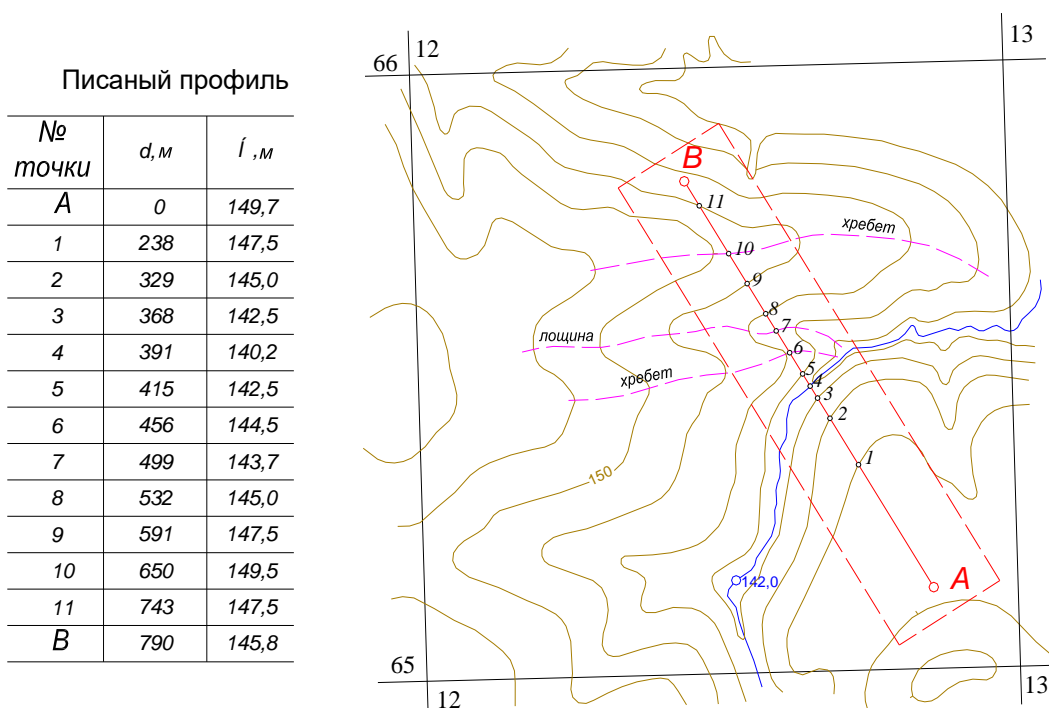 Писаный профиль
№ точки d, м Í ,м
А 0 149,7
1 238 147,5
2 329 145,0
3 368 142,5
4 391 140,2
5 415 142,5
6 456 144,5
7 499 143,7
8 532 145,0
9 591 147,5
10 650 149,5
11 743 147,5
В 790 145,8
66 12 13
В
11
хребет
10
9
8
лощина 7
6
хребет 5
4
3
2
1
150
142,0 А
65
12 13